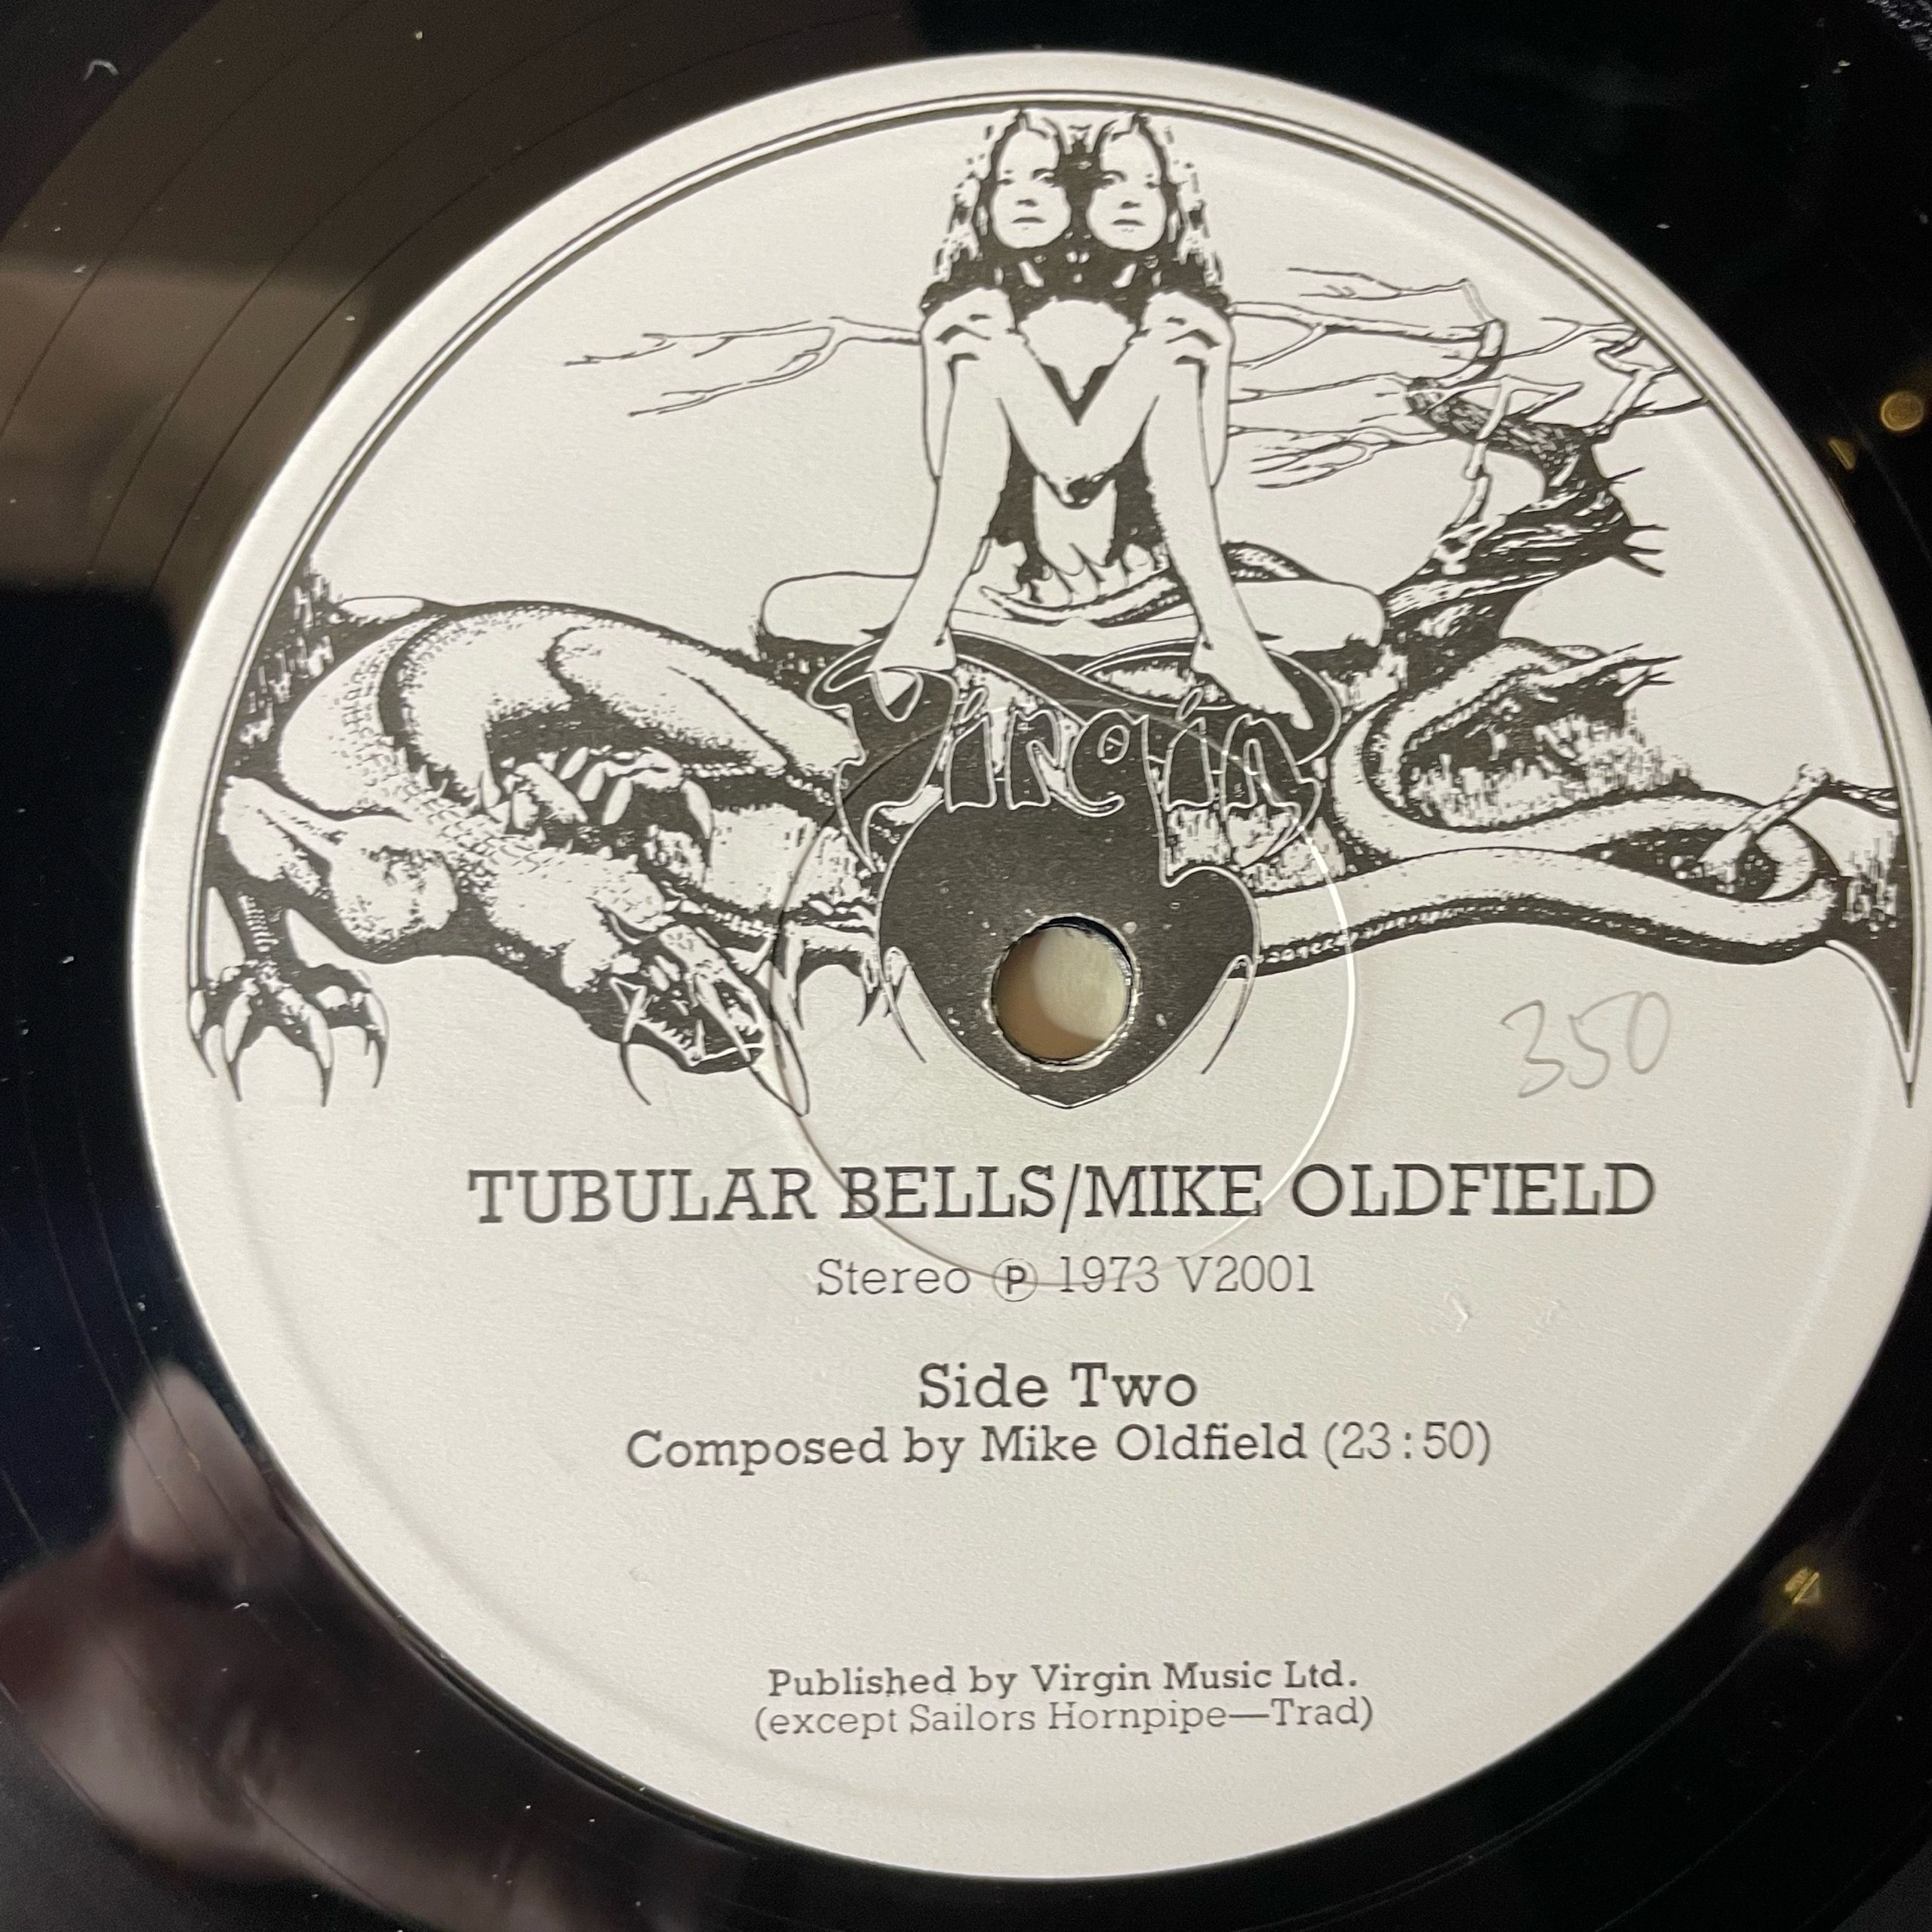 Virgin
350
TUBULAR BELLS/MIKE OLDFIELD
Stereo ℗ 1973 V2001
Side Two
Composed by Mike Oldfield (23:50)
Published by Virgin Music Ltd.
(except Sailors Hornpipe—Trad)